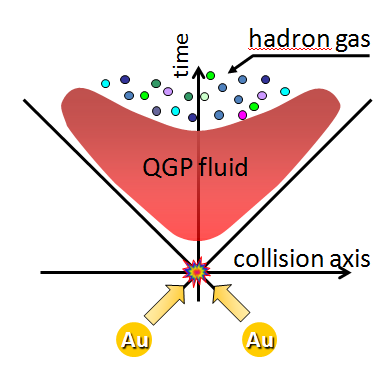 hadron gas
time
QGP fluid
collision axis
Au
Au